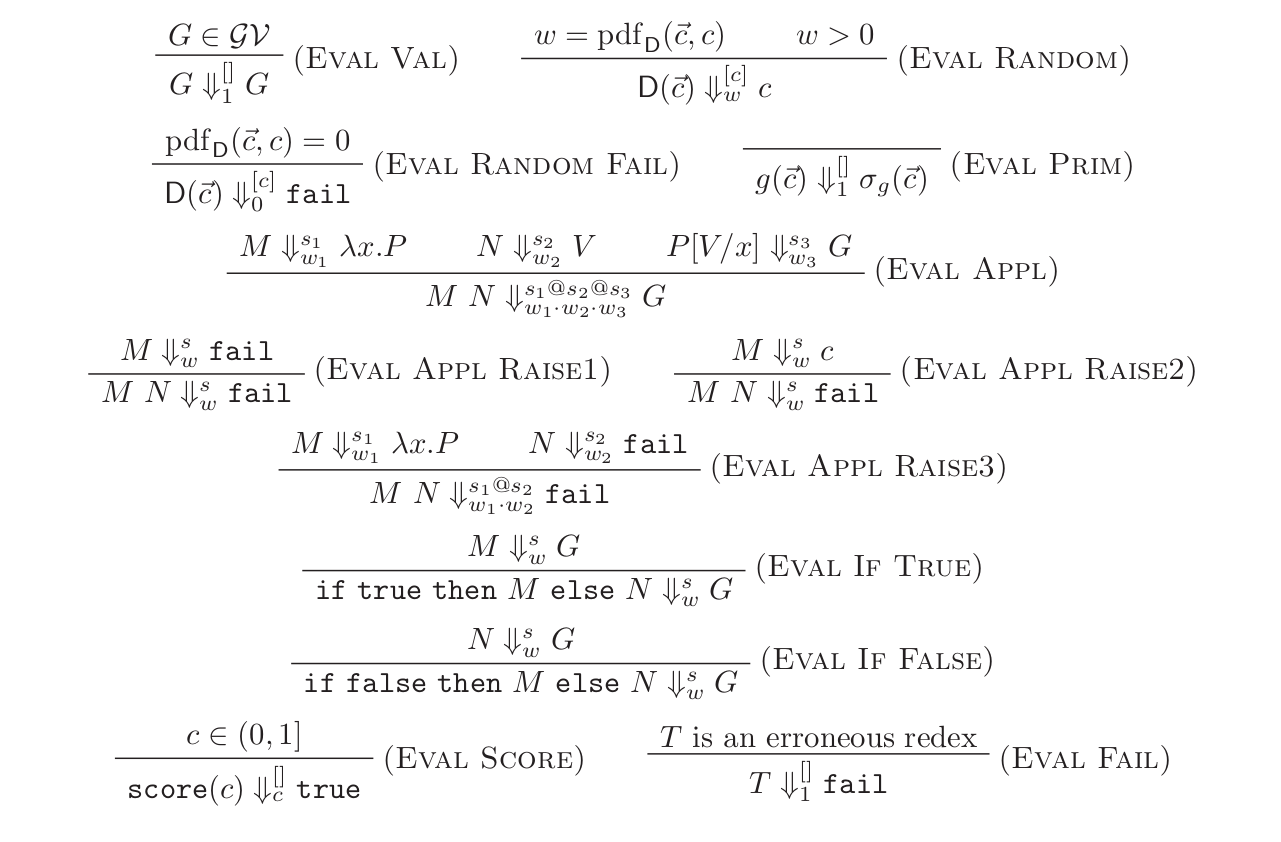 G ∈ 𝒢𝒱 / G ⇓₁^[] G (Eval Val)    w = pdf_D(c⃗, c)    w > 0 / D(c⃗) ⇓_w^[c] c (Eval Random)
pdf_D(c⃗, c) = 0 / D(c⃗) ⇓₀^[c] fail (Eval Random Fail)    / g(c⃗) ⇓₁^[] σ_g(c⃗) (Eval Prim)
M ⇓_{w₁}^{s₁} λx.P    N ⇓_{w₂}^{s₂} V    P[V/x] ⇓_{w₃}^{s₃} G / M N ⇓_{w₁·w₂·w₃}^{s₁@s₂@s₃} G (Eval Appl)
M ⇓_w^s fail / M N ⇓_w^s fail (Eval Appl Raise1)    M ⇓_w^s c / M N ⇓_w^s fail (Eval Appl Raise2)
M ⇓_{w₁}^{s₁} λx.P    N ⇓_{w₂}^{s₂} fail / M N ⇓_{w₁·w₂}^{s₁@s₂} fail (Eval Appl Raise3)
M ⇓_w^s G / if true then M else N ⇓_w^s G (Eval If True)
N ⇓_w^s G / if false then M else N ⇓_w^s G (Eval If False)
c ∈ (0, 1] / score(c) ⇓_c^[] true (Eval Score)    T is an erroneous redex / T ⇓₁^[] fail (Eval Fail)